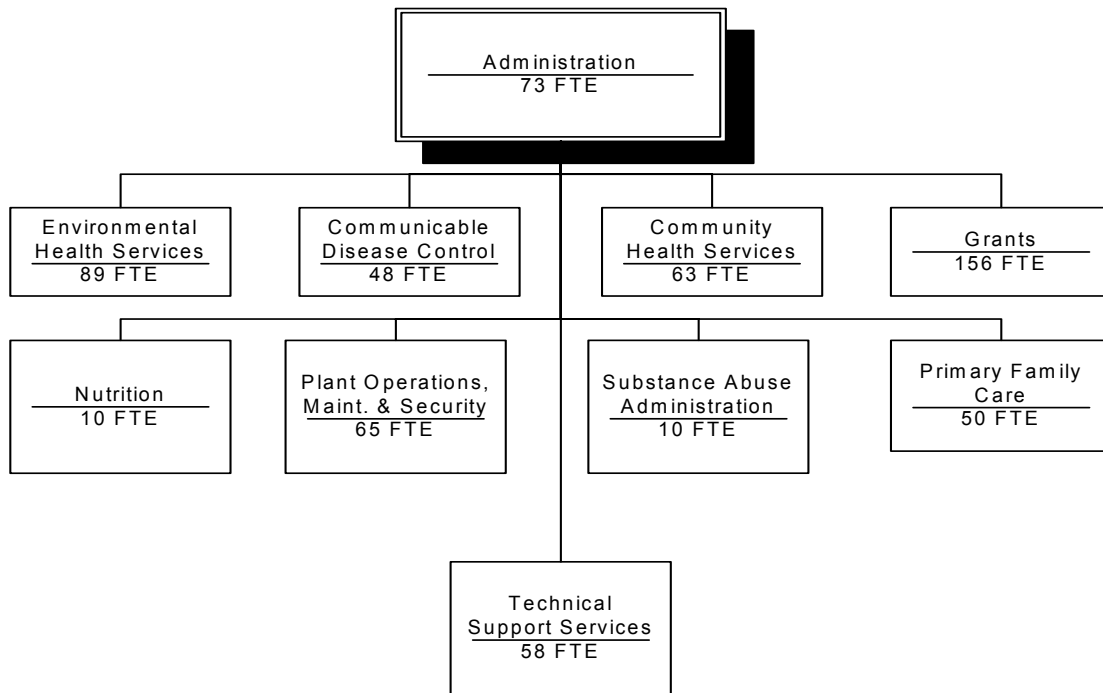 Administration
73 FTE
Environmental
Health Services
89 FTE
Communicable
Disease Control
48 FTE
Community
Health Services
63 FTE
Grants
156 FTE
Nutrition
10 FTE
Plant Operations,
Maint. & Security
65 FTE
Substance Abuse
Administration
10 FTE
Primary Family
Care
50 FTE
Technical
Support Services
58 FTE